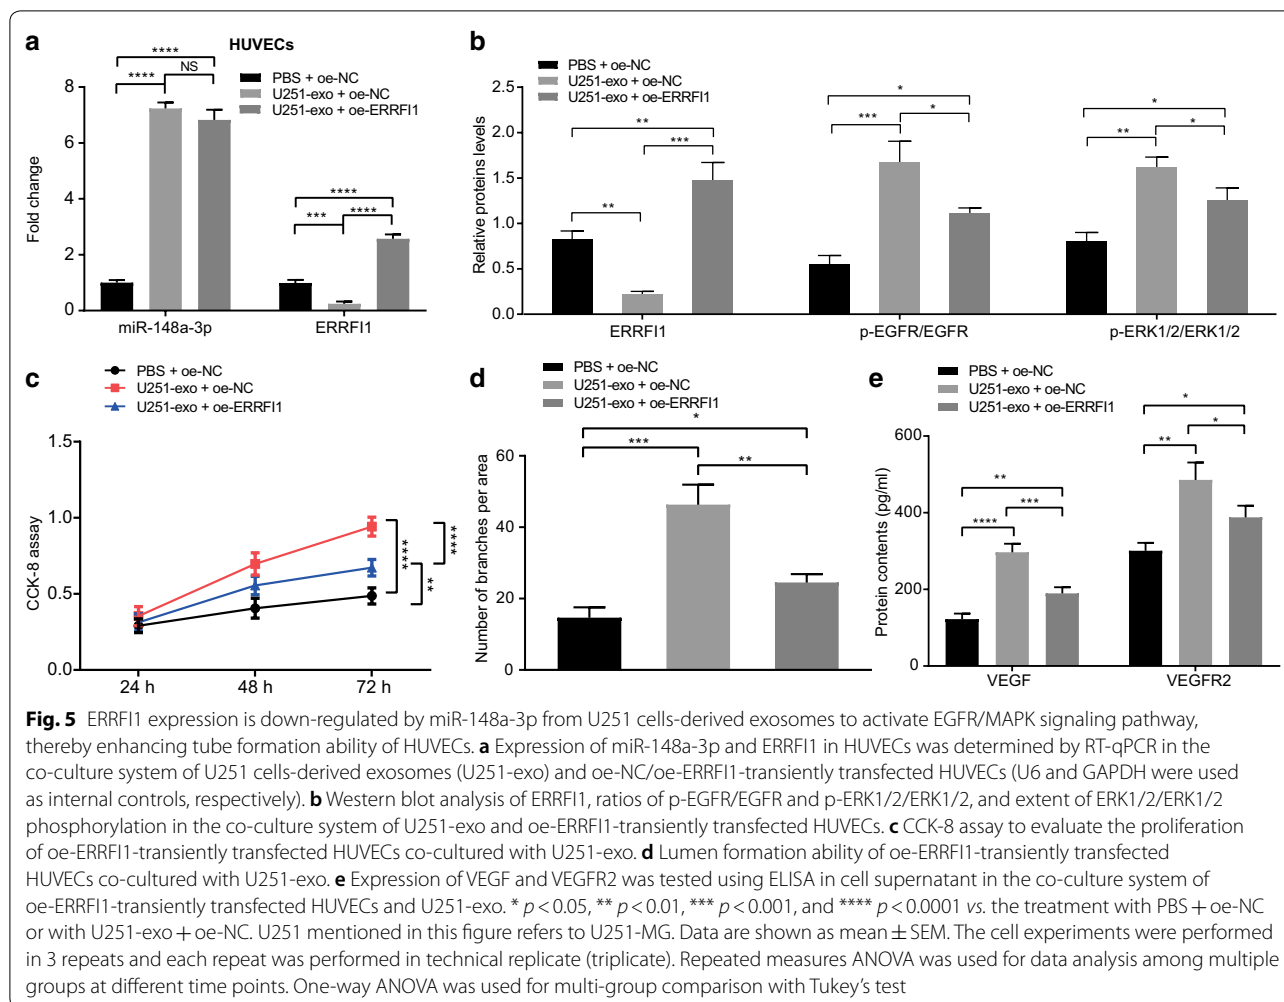 a
HUVECs
PBS + oe-NC
U251-exo + oe-NC
U251-exo + oe-ERRFI1
****
****
NS
***
****
****
Fold change
8
6
4
2
0
miR-148a-3p
ERRFI1
b
PBS + oe-NC
U251-exo + oe-NC
U251-exo + oe-ERRFI1
**
***
**
*
***
*
*
**
*
Relative proteins levels
2.5
2.0
1.5
1.0
0.5
0.0
ERRFI1
p-EGFR/EGFR
p-ERK1/2/ERK1/2
c
PBS + oe-NC
U251-exo + oe-NC
U251-exo + oe-ERRFI1
CCK-8 assay
1.5
1.0
0.5
0.0
****
**
****
24 h
48 h
72 h
d
PBS + oe-NC
U251-exo + oe-NC
U251-exo + oe-ERRFI1
*
***
**
Number of branches per area
60
40
20
0
e
PBS + oe-NC
U251-exo + oe-NC
U251-exo + oe-ERRFI1
**
****
***
*
**
*
Protein contents (pg/ml)
600
400
200
0
VEGF
VEGFR2
Fig. 5 ERRFI1 expression is down-regulated by miR-148a-3p from U251 cells-derived exosomes to activate EGFR/MAPK signaling pathway,
thereby enhancing tube formation ability of HUVECs. a Expression of miR-148a-3p and ERRFI1 in HUVECs was determined by RT-qPCR in the
co-culture system of U251 cells-derived exosomes (U251-exo) and oe-NC/oe-ERRFI1-transiently transfected HUVECs (U6 and GAPDH were used
as internal controls, respectively). b Western blot analysis of ERRFI1, ratios of p-EGFR/EGFR and p-ERK1/2/ERK1/2, and extent of ERK1/2/ERK1/2
phosphorylation in the co-culture system of U251-exo and oe-ERRFI1-transiently transfected HUVECs. c CCK-8 assay to evaluate the proliferation
of oe-ERRFI1-transiently transfected HUVECs co-cultured with U251-exo. d Lumen formation ability of oe-ERRFI1-transiently transfected
HUVECs co-cultured with U251-exo. e Expression of VEGF and VEGFR2 was tested using ELISA in cell supernatant in the co-culture system of
oe-ERRFI1-transiently transfected HUVECs and U251-exo. * p < 0.05, ** p < 0.01, *** p < 0.001, and **** p < 0.0001 vs. the treatment with PBS + oe-NC
or with U251-exo + oe-NC. U251 mentioned in this figure refers to U251-MG. Data are shown as mean ± SEM. The cell experiments were performed
in 3 repeats and each repeat was performed in technical replicate (triplicate). Repeated measures ANOVA was used for data analysis among multiple
groups at different time points. One-way ANOVA was used for multi-group comparison with Tukey's test